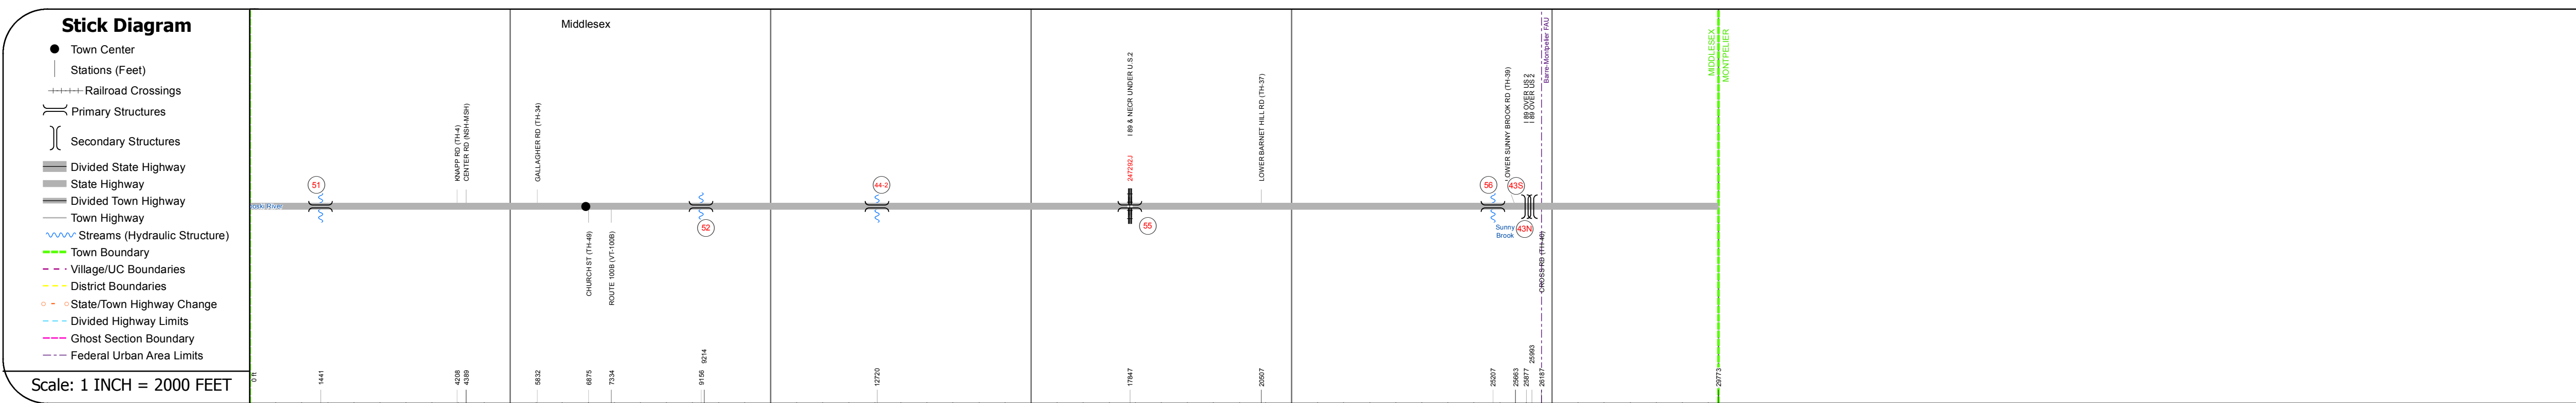 Stick Diagram
Town Center
Stations (Feet)
Railroad Crossings
Primary Structures
Secondary Structures
Divided State Highway
State Highway
Divided Town Highway
Town Highway
Streams (Hydraulic Structure)
Town Boundary
Village/UC Boundaries
District Boundaries
State/Town Highway Change
Divided Highway Limits
Ghost Section Boundary
Federal Urban Area Limits
Scale: 1 INCH = 2000 FEET
Middlesex
KNAPP RD (TH-4)
CENTER RD (NSH-MSH)
GALLAGHER RD (TH-34)
I 89 & NECR UNDER U.S.2
247292J
LOWER BARNET HILL RD (TH-37)
LOWER SUNNY BROOK RD (TH-39)
I 89 OVER US 2
I 89 OVER US 2
Barre-Montpelier FAU
MIDDLESEX
MONTPELIER
51
44-2
56
43S
River
52
55
43N
Sunny
Brook
CHURCH ST (TH-49)
ROUTE 100B (VT-100B)
CROSS RD (TH-40)
0 ft
1441
4208
4389
5832
6875
7334
9156
9214
12720
17847
20507
25207
25663
25877
25993
26187
29773